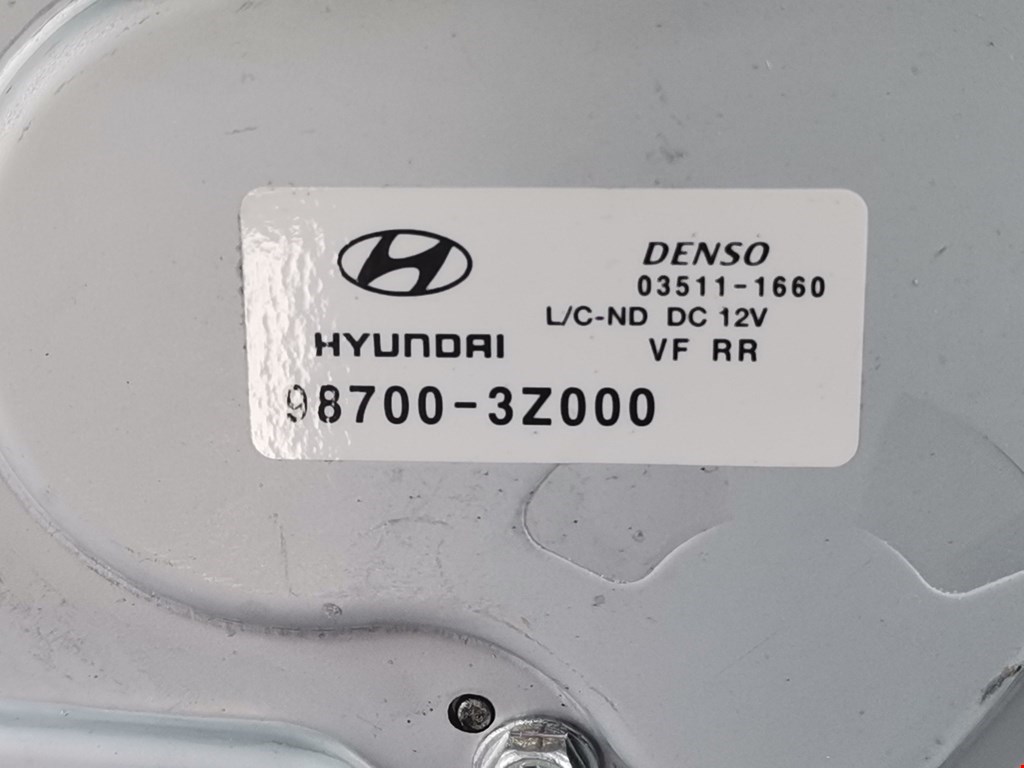 DENSO
03511-1660
L/C-ND DC 12V
HYUNDAI
VF RR
98700-3Z000